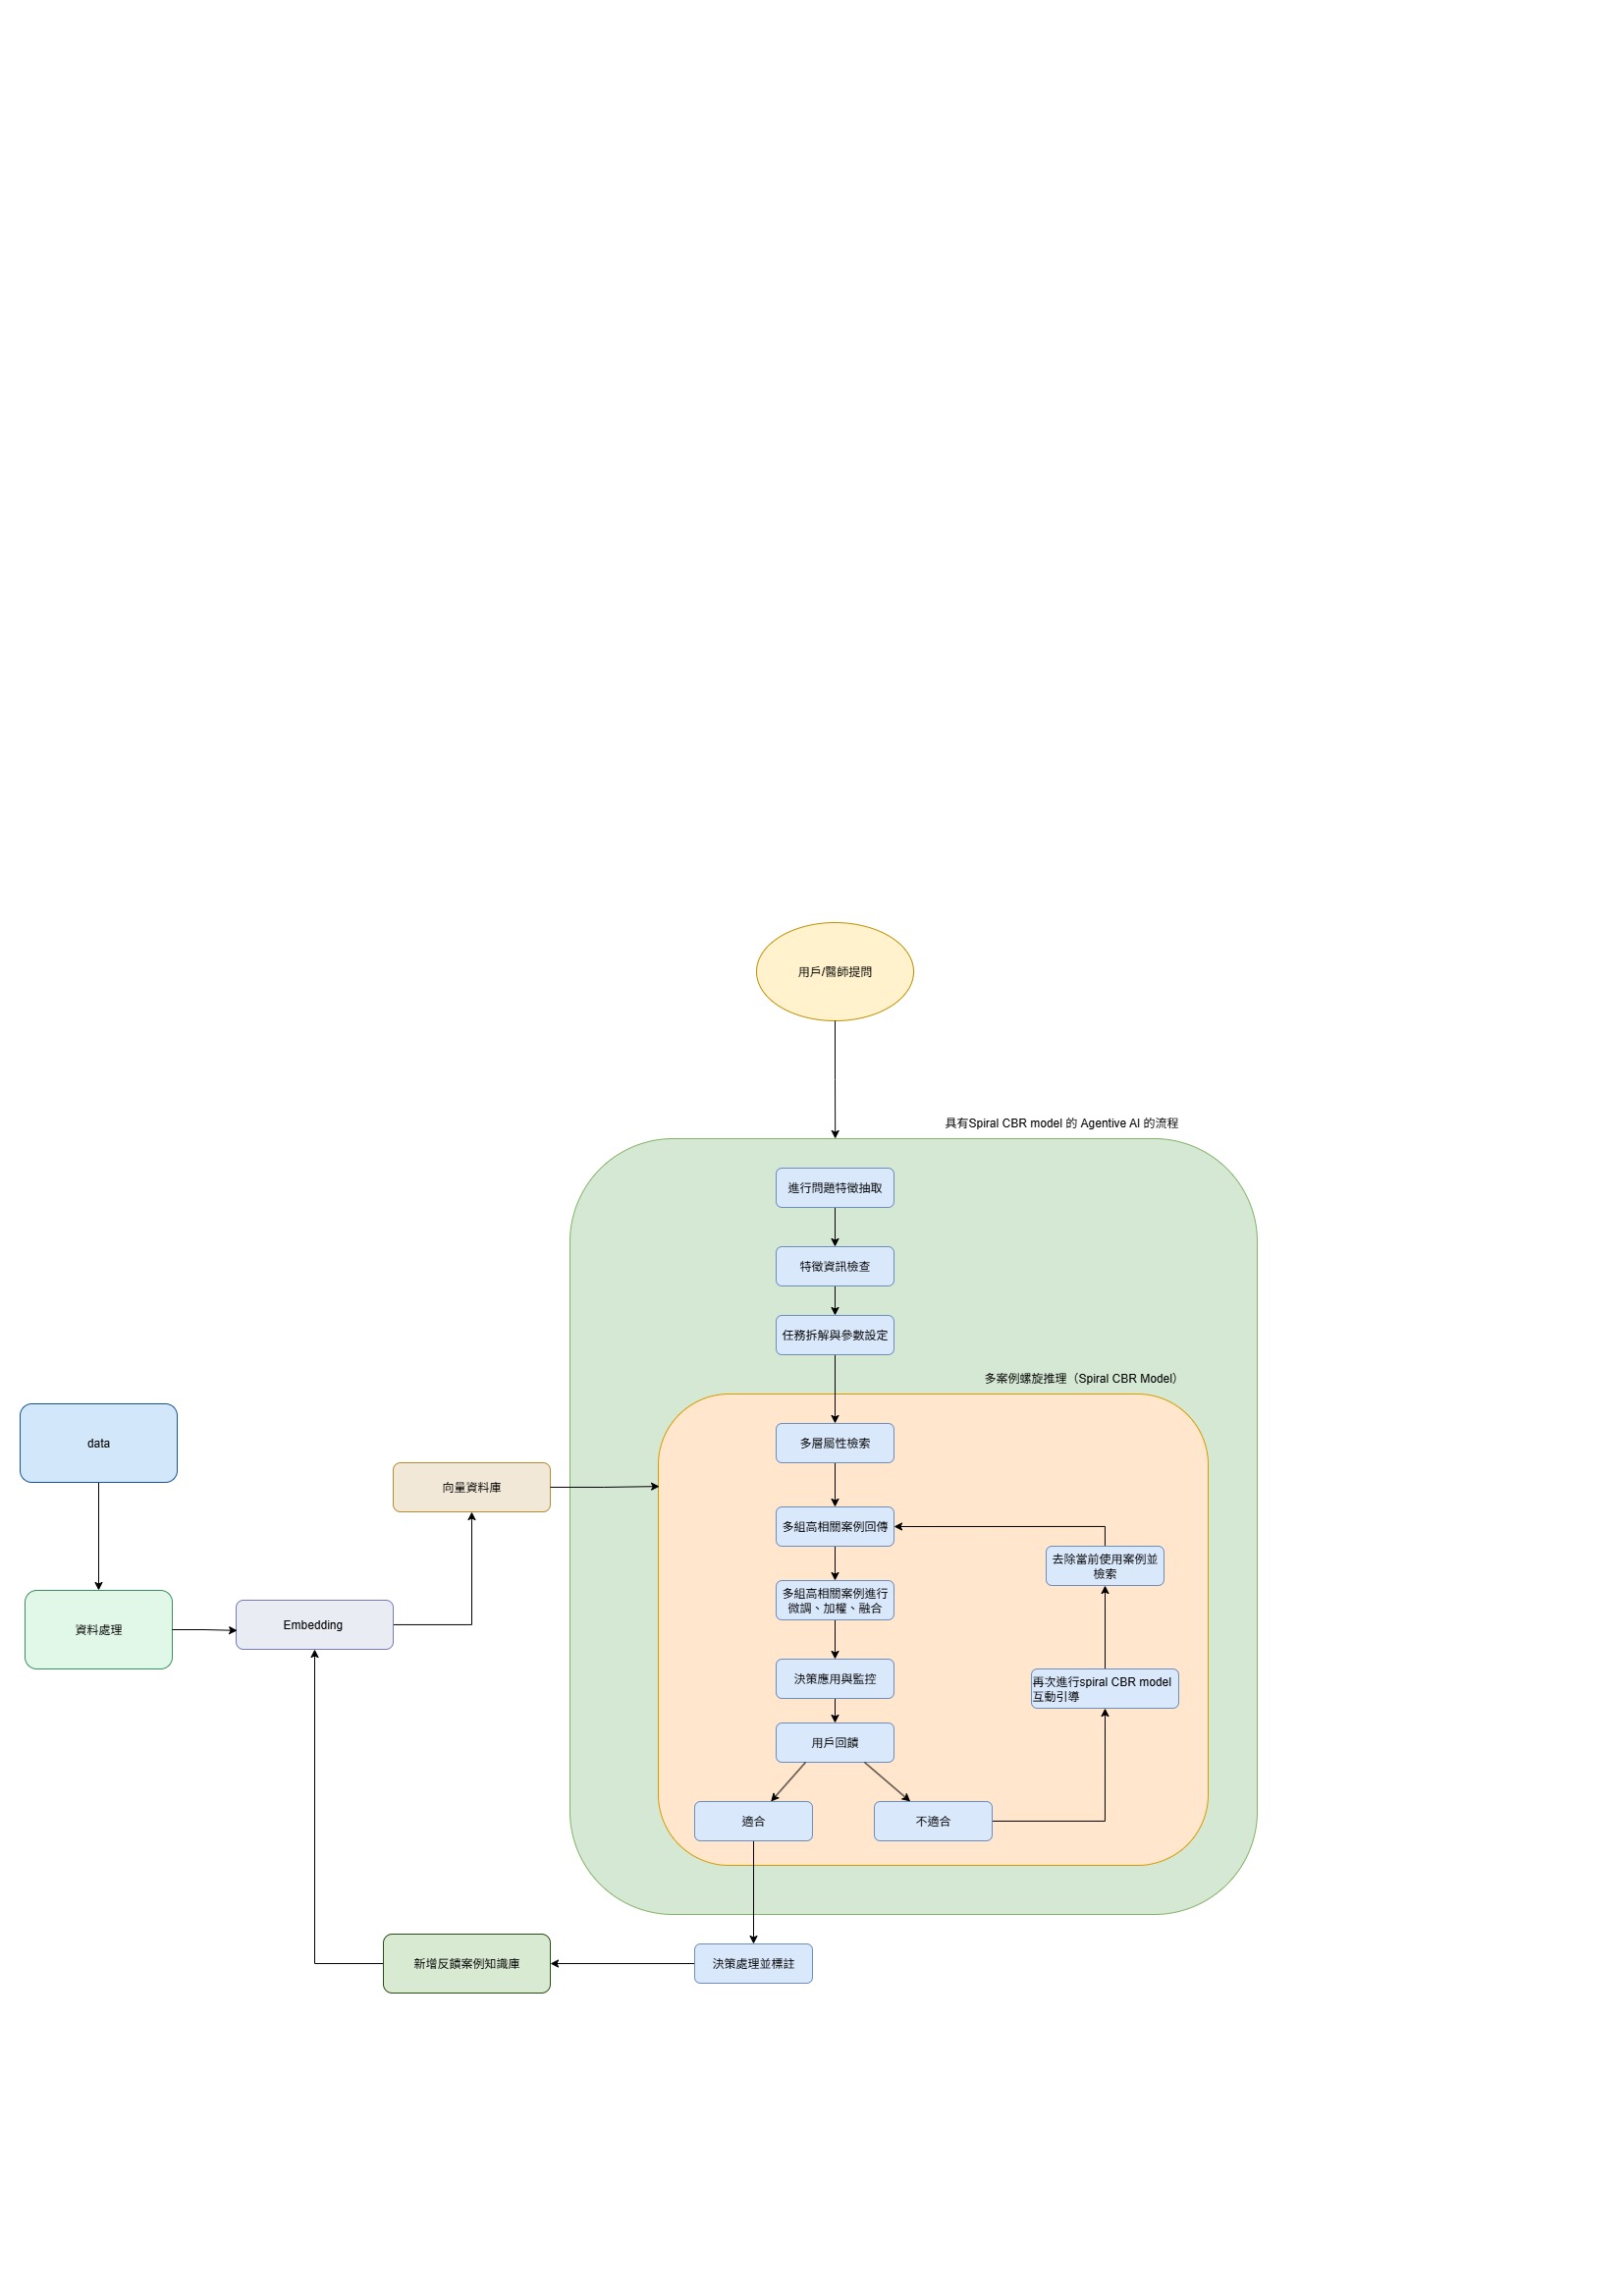 用戶/醫師提問
具有Spiral CBR model 的 Agentive AI 的流程
進行問題特徵抽取
特徵資訊檢查
任務拆解與參數設定
多案例螺旋推理（Spiral CBR Model）
data
多層屬性檢索
向量資料庫
多組高相關案例回傳
去除當前使用案例並
檢索
多組高相關案例進行
微調、加權、融合
資料處理
Embedding
決策應用與監控
再次進行spiral CBR model
互動引導
用戶回饋
適合
不適合
新增反饋案例知識庫
決策處理並標註